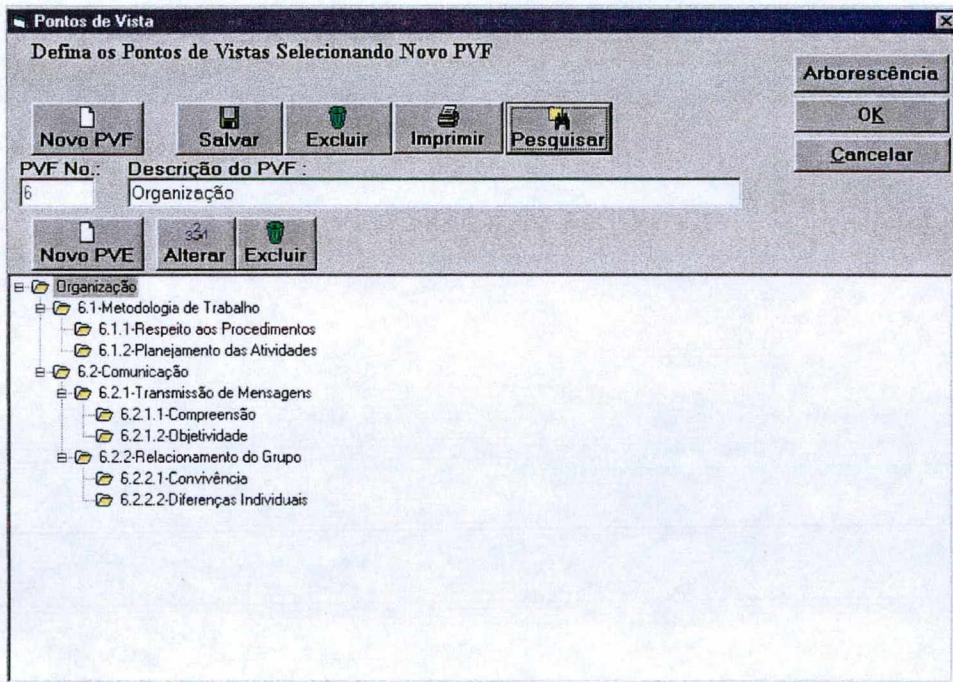 Pontos de Vista
Defina os Pontos de Vistas Selecionando Novo PVF
Arborescência
OK
Cancelar
Novo PVF Salvar Excluir Imprimir Pesquisar
PVF No.: Descrição do PVF :
6 Organização
Novo PVE Alterar Excluir
Organização
6.1-Metodologia de Trabalho
6.1.1-Respeito aos Procedimentos
6.1.2-Planejamento das Atividades
6.2-Comunicação
6.2.1-Transmissão de Mensagens
6.2.1.1-Compreensão
6.2.1.2-Objetividade
6.2.2-Relacionamento do Grupo
6.2.2.1-Convivência
6.2.2.2-Diferenças Individuais